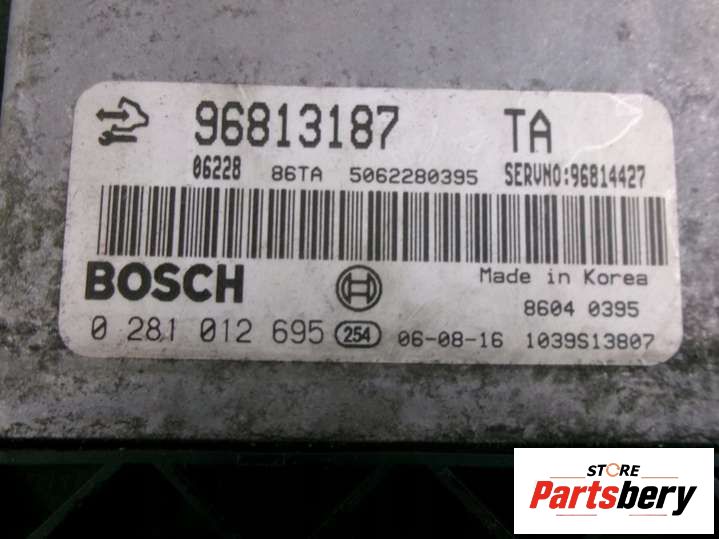 96813187 TA
06228 86TA 5062280395 SERVNO:96814427
BOSCH Made in Korea
8604 0395
0 281 012 695 254 06-08-16 1039S13807
STORE
Partsbery